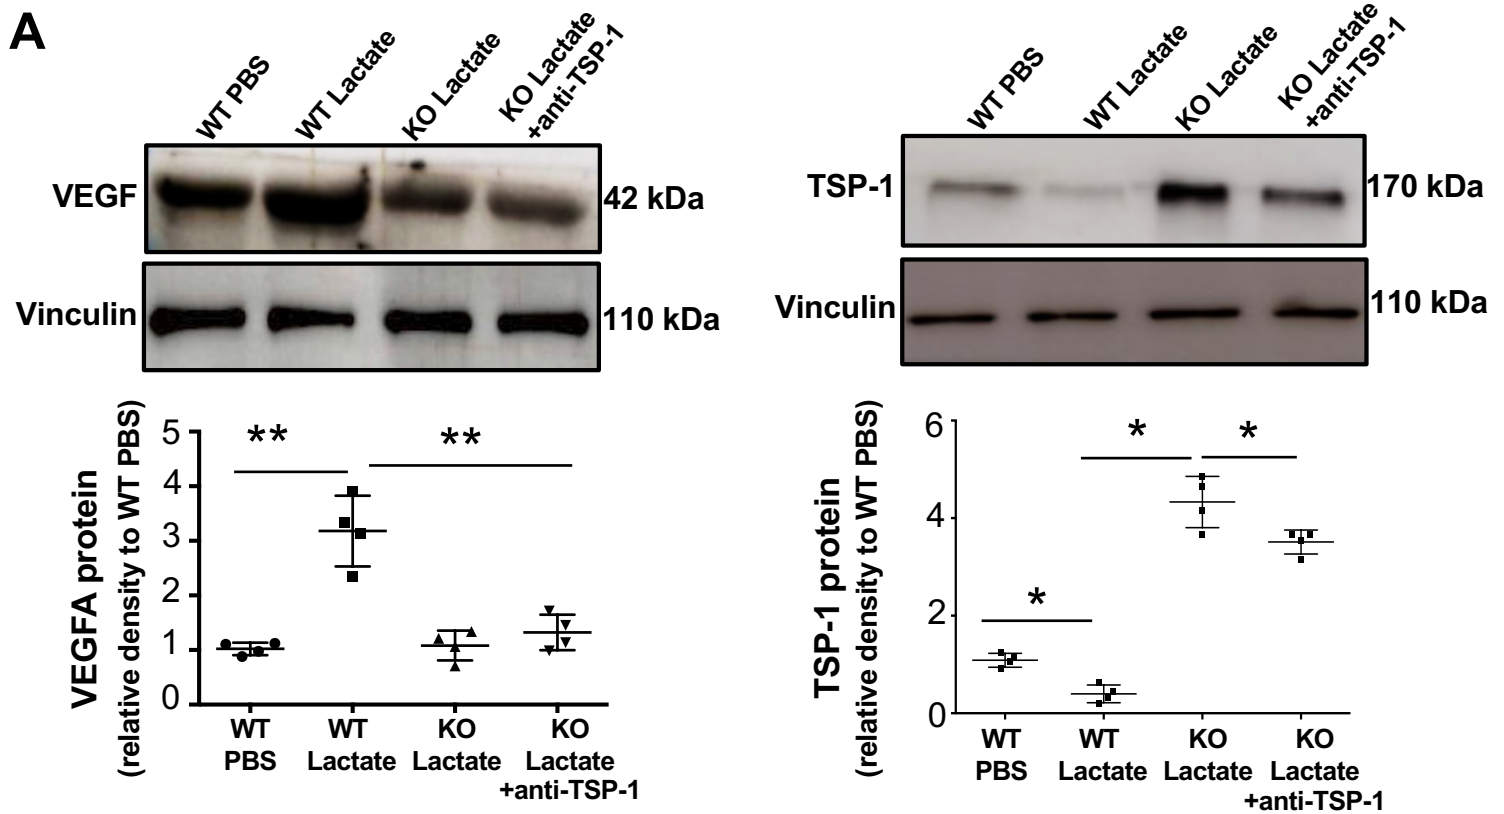 A
WT PBS
WT Lactate
KO Lactate
KO Lactate
+anti-TSP-1
VEGF
42 kDa
Vinculin
110 kDa
WT PBS
WT Lactate
KO Lactate
KO Lactate
+anti-TSP-1
TSP-1
170 kDa
Vinculin
110 kDa
VEGFA protein
(relative density to WT PBS)
5
4
3
2
1
0
**
**
WT
PBS
WT
Lactate
KO
Lactate
KO
Lactate
+anti-TSP-1
TSP-1 protein
(relative density to WT PBS)
6
4
2
0
*
*
*
WT
PBS
WT
Lactate
KO
Lactate
KO
Lactate
+anti-TSP-1